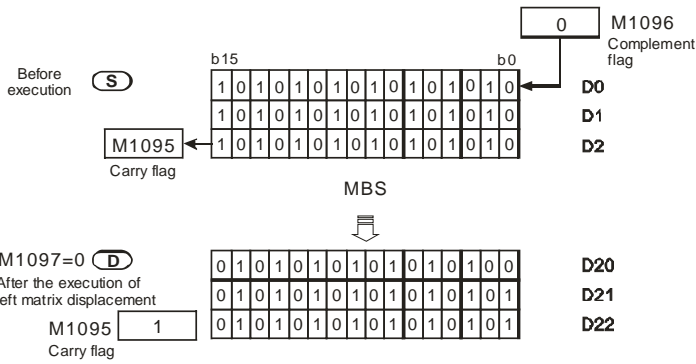 0 M1096
Complement
flag
b15 b0
Before
execution
S
1 0 1 0 1 0 1 0 1 0 1 0 1 0 1 0 D0
1 0 1 0 1 0 1 0 1 0 1 0 1 0 1 0 D1
M1095 1 0 1 0 1 0 1 0 1 0 1 0 1 0 1 0 D2
Carry flag
MBS
M1097=0 D
0 1 0 1 0 1 0 1 0 1 0 1 0 1 0 0 D20
After the execution of
left matrix displacement
0 1 0 1 0 1 0 1 0 1 0 1 0 1 0 1 D21
M1095 1
0 1 0 1 0 1 0 1 0 1 0 1 0 1 0 1 D22
Carry flag